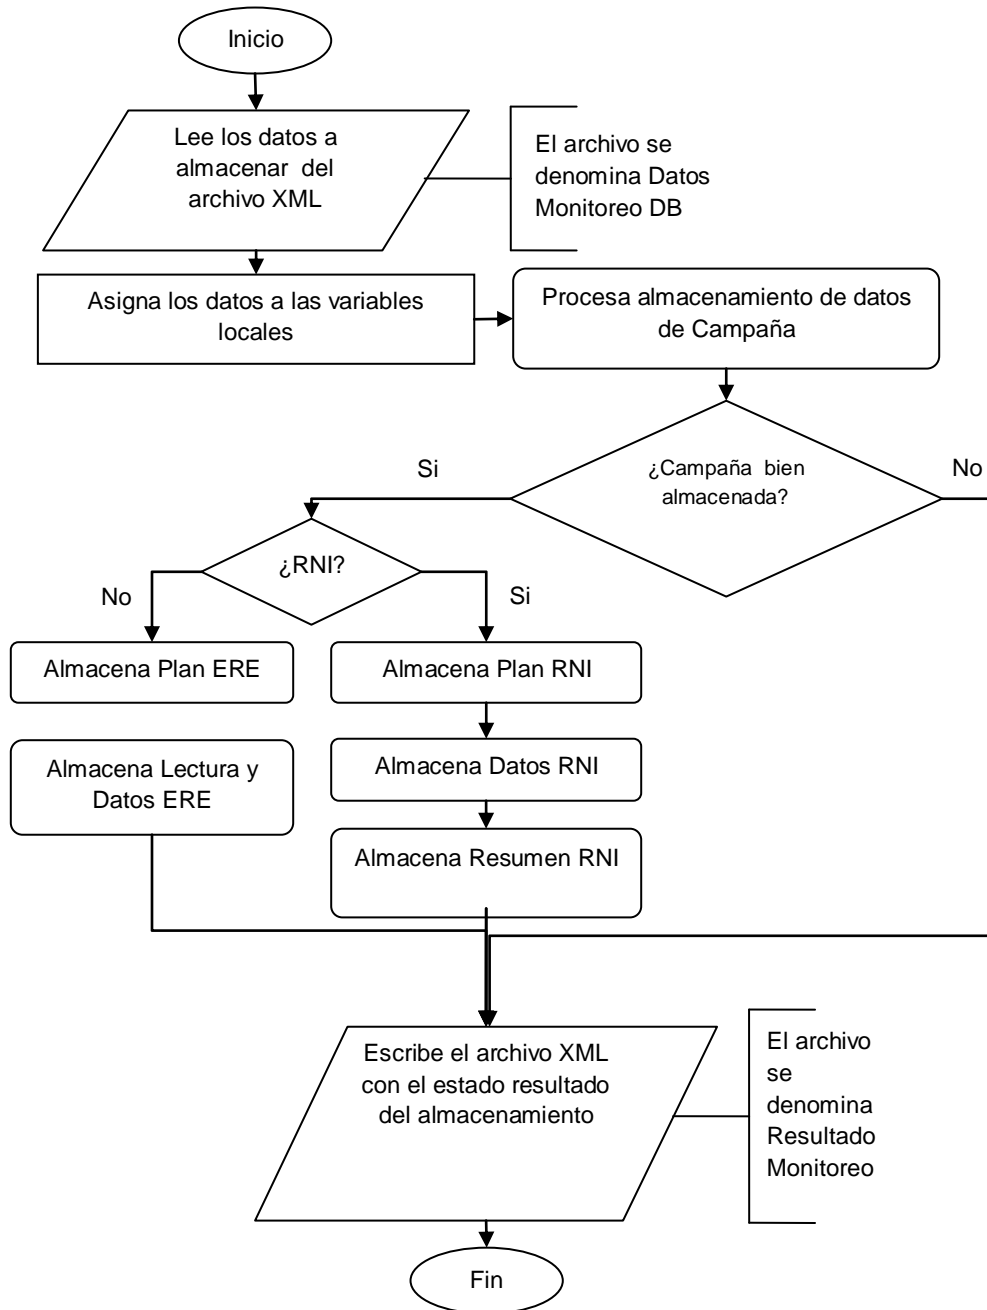 Inicio
Lee los datos a
almacenar del
archivo XML
El archivo se
denomina Datos
Monitoreo DB
Asigna los datos a las variables
locales
Procesa almacenamiento de datos
de Campaña
¿Campaña bien
almacenada?
Si
No
¿RNI?
No
Si
Almacena Plan ERE
Almacena Plan RNI
Almacena Lectura y
Datos ERE
Almacena Datos RNI
Almacena Resumen RNI
Escribe el archivo XML
con el estado resultado
del almacenamiento
El archivo
se
denomina
Resultado
Monitoreo
Fin